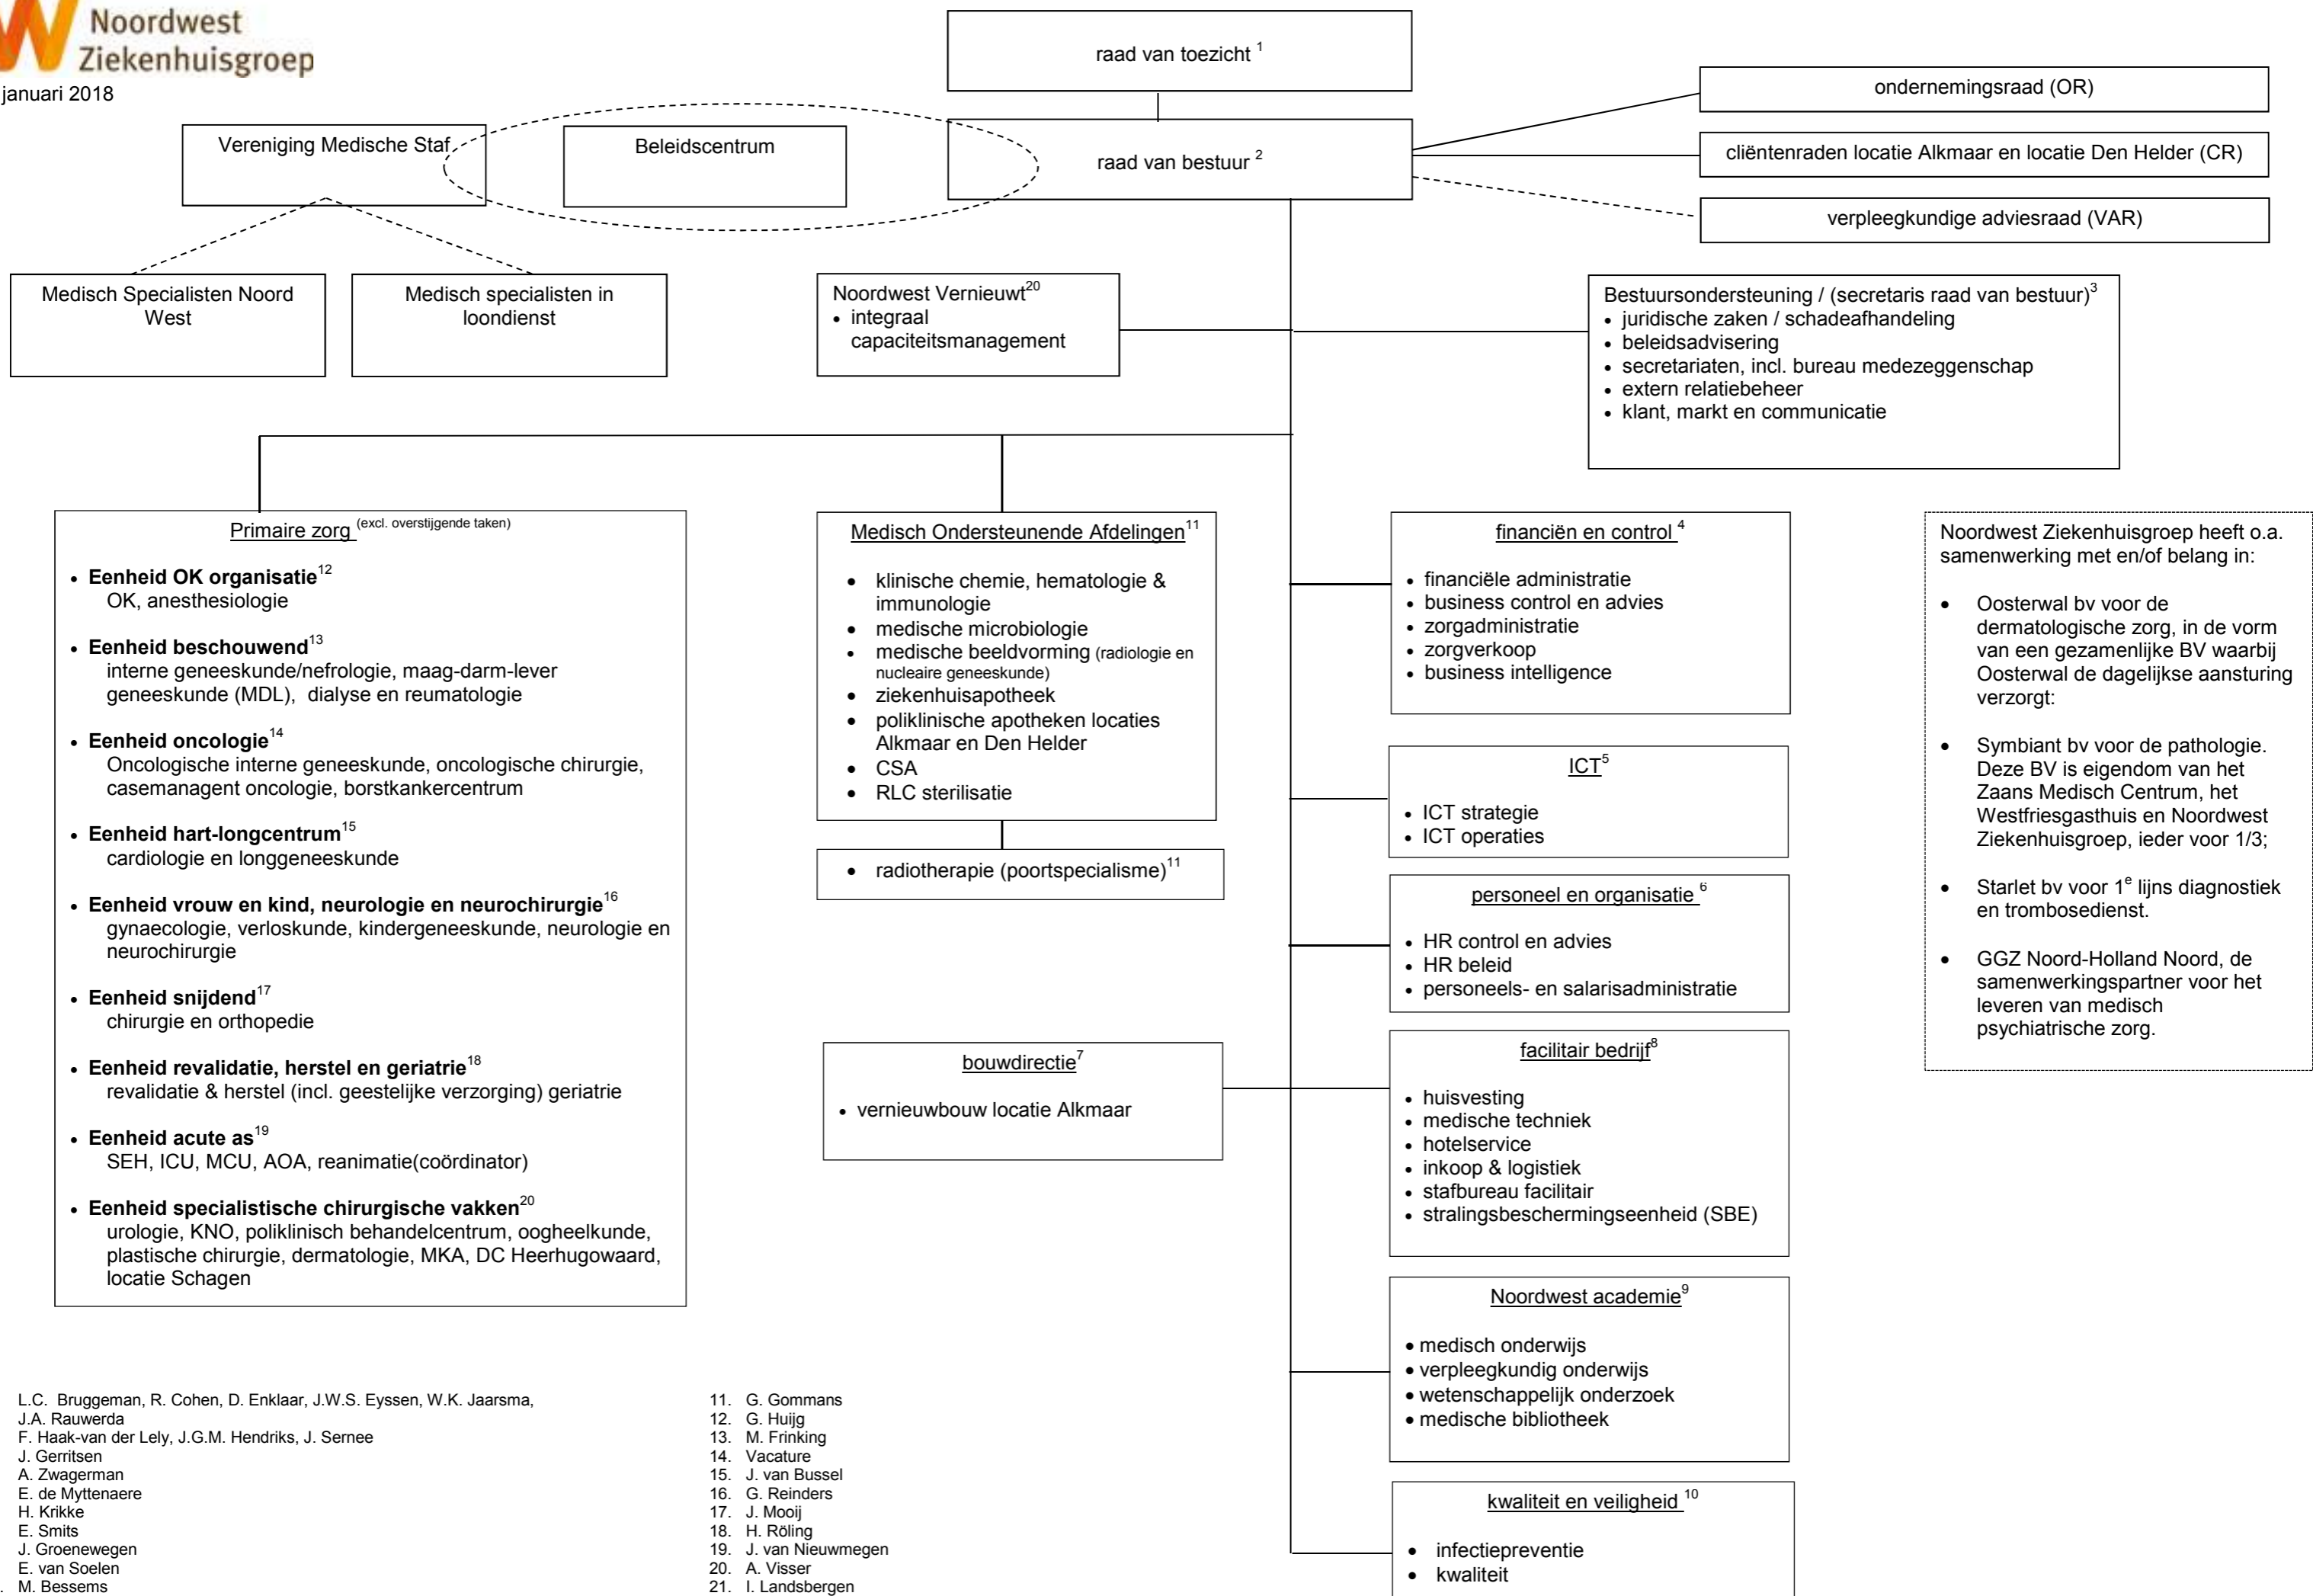 Noordwest
Ziekenhuisgroep
januari 2018
raad van toezicht 1
ondernemingsraad (OR)
Vereniging Medische Staf
Beleidscentrum
raad van bestuur 2
cliëntenraden locatie Alkmaar en locatie Den Helder (CR)
verpleegkundige adviesraad (VAR)
Medisch Specialisten Noord
West
Medisch specialisten in
loondienst
Noordwest Vernieuwt20
• integraal
capaciteitsmanagement
Bestuursondersteuning / (secretaris raad van bestuur)3
• juridische zaken / schadeafhandeling
• beleidsadvisering
• secretariaten, incl. bureau medezeggenschap
• extern relatiebeheer
• klant, markt en communicatie
Primaire zorg (excl. overstijgende taken)
• Eenheid OK organisatie12
OK, anesthesiologie
• Eenheid beschouwend13
interne geneeskunde/nefrologie, maag-darm-lever
geneeskunde (MDL), dialyse en reumatologie
• Eenheid oncologie14
Oncologische interne geneeskunde, oncologische chirurgie,
casemanagent oncologie, borstkankercentrum
• Eenheid hart-longcentrum15
cardiologie en longgeneeskunde
• Eenheid vrouw en kind, neurologie en neurochirurgie16
gynaecologie, verloskunde, kindergeneeskunde, neurologie en
neurochirurgie
• Eenheid snijdend17
chirurgie en orthopedie
• Eenheid revalidatie, herstel en geriatrie18
revalidatie & herstel (incl. geestelijke verzorging) geriatrie
• Eenheid acute as19
SEH, ICU, MCU, AOA, reanimatie(coördinator)
• Eenheid specialistische chirurgische vakken20
urologie, KNO, poliklinisch behandelcentrum, oogheelkunde,
plastische chirurgie, dermatologie, MKA, DC Heerhugowaard,
locatie Schagen
Medisch Ondersteunende Afdelingen11
• klinische chemie, hematologie &
immunologie
• medische microbiologie
• medische beeldvorming (radiologie en
nucleaire geneeskunde)
• ziekenhuisapotheek
• poliklinische apotheken locaties
Alkmaar en Den Helder
• CSA
• RLC sterilisatie
• radiotherapie (poortspecialisme)11
bouwdirectie7
• vernieuwbouw locatie Alkmaar
financiën en control 4
• financiële administratie
• business control en advies
• zorgadministratie
• zorgverkoop
• business intelligence
ICT5
• ICT strategie
• ICT operaties
personeel en organisatie 6
• HR control en advies
• HR beleid
• personeels- en salarisadministratie
facilitair bedrijf8
• huisvesting
• medische techniek
• hotelservice
• inkoop & logistiek
• stafbureau facilitair
• stralingsbeschermingseenheid (SBE)
Noordwest academie9
• medisch onderwijs
• verpleegkundig onderwijs
• wetenschappelijk onderzoek
• medische bibliotheek
kwaliteit en veiligheid 10
• infectiepreventie
• kwaliteit
Noordwest Ziekenhuisgroep heeft o.a.
samenwerking met en/of belang in:
• Oosterwal bv voor de
dermatologische zorg, in de vorm
van een gezamenlijke BV waarbij
Oosterwal de dagelijkse aansturing
verzorgt:
• Symbiant bv voor de pathologie.
Deze BV is eigendom van het
Zaans Medisch Centrum, het
Westfriesgasthuis en Noordwest
Ziekenhuisgroep, ieder voor 1/3;
• Starlet bv voor 1e lijns diagnostiek
en trombosedienst.
• GGZ Noord-Holland Noord, de
samenwerkingspartner voor het
leveren van medisch
psychiatrische zorg.
L.C. Bruggeman, R. Cohen, D. Enklaar, J.W.S. Eyssen, W.K. Jaarsma,
J.A. Rauwerda
F. Haak-van der Lely, J.G.M. Hendriks, J. Sernee
J. Gerritsen
A. Zwagerman
E. de Myttenaere
H. Krikke
E. Smits
J. Groenewegen
E. van Soelen
. M. Bessems
11. G. Gommans
12. G. Huijg
13. M. Frinking
14. Vacature
15. J. van Bussel
16. G. Reinders
17. J. Mooij
18. H. Röling
19. J. van Nieuwmegen
20. A. Visser
21. I. Landsbergen